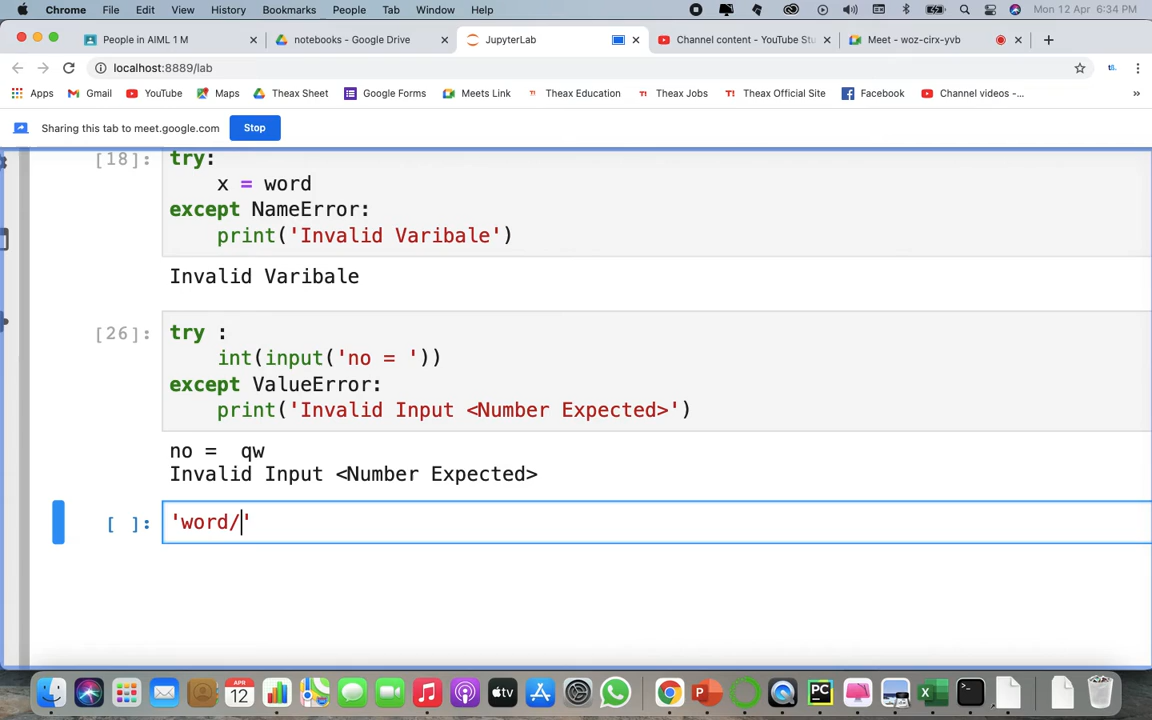 Chrome File Edit View History Bookmarks People Tab Window Help Mon 12 Apr 6:34 PM
People in AIML 1 M notebooks - Google Drive JupyterLab Channel content - YouTube Stu Meet - woz-cirx-yvb
localhost:8889/lab
Apps Gmail YouTube Maps Theax Sheet Google Forms Meets Link Theax Education Theax Jobs Theax Official Site Facebook Channel videos -... »
Sharing this tab to meet.google.com Stop
[18]: try:
x = word
except NameError:
print('Invalid Varibale')
Invalid Varibale
[26]: try :
int(input('no = '))
except ValueError:
print('Invalid Input <Number Expected>')
no = qw
Invalid Input <Number Expected>
[ ]: 'word/'